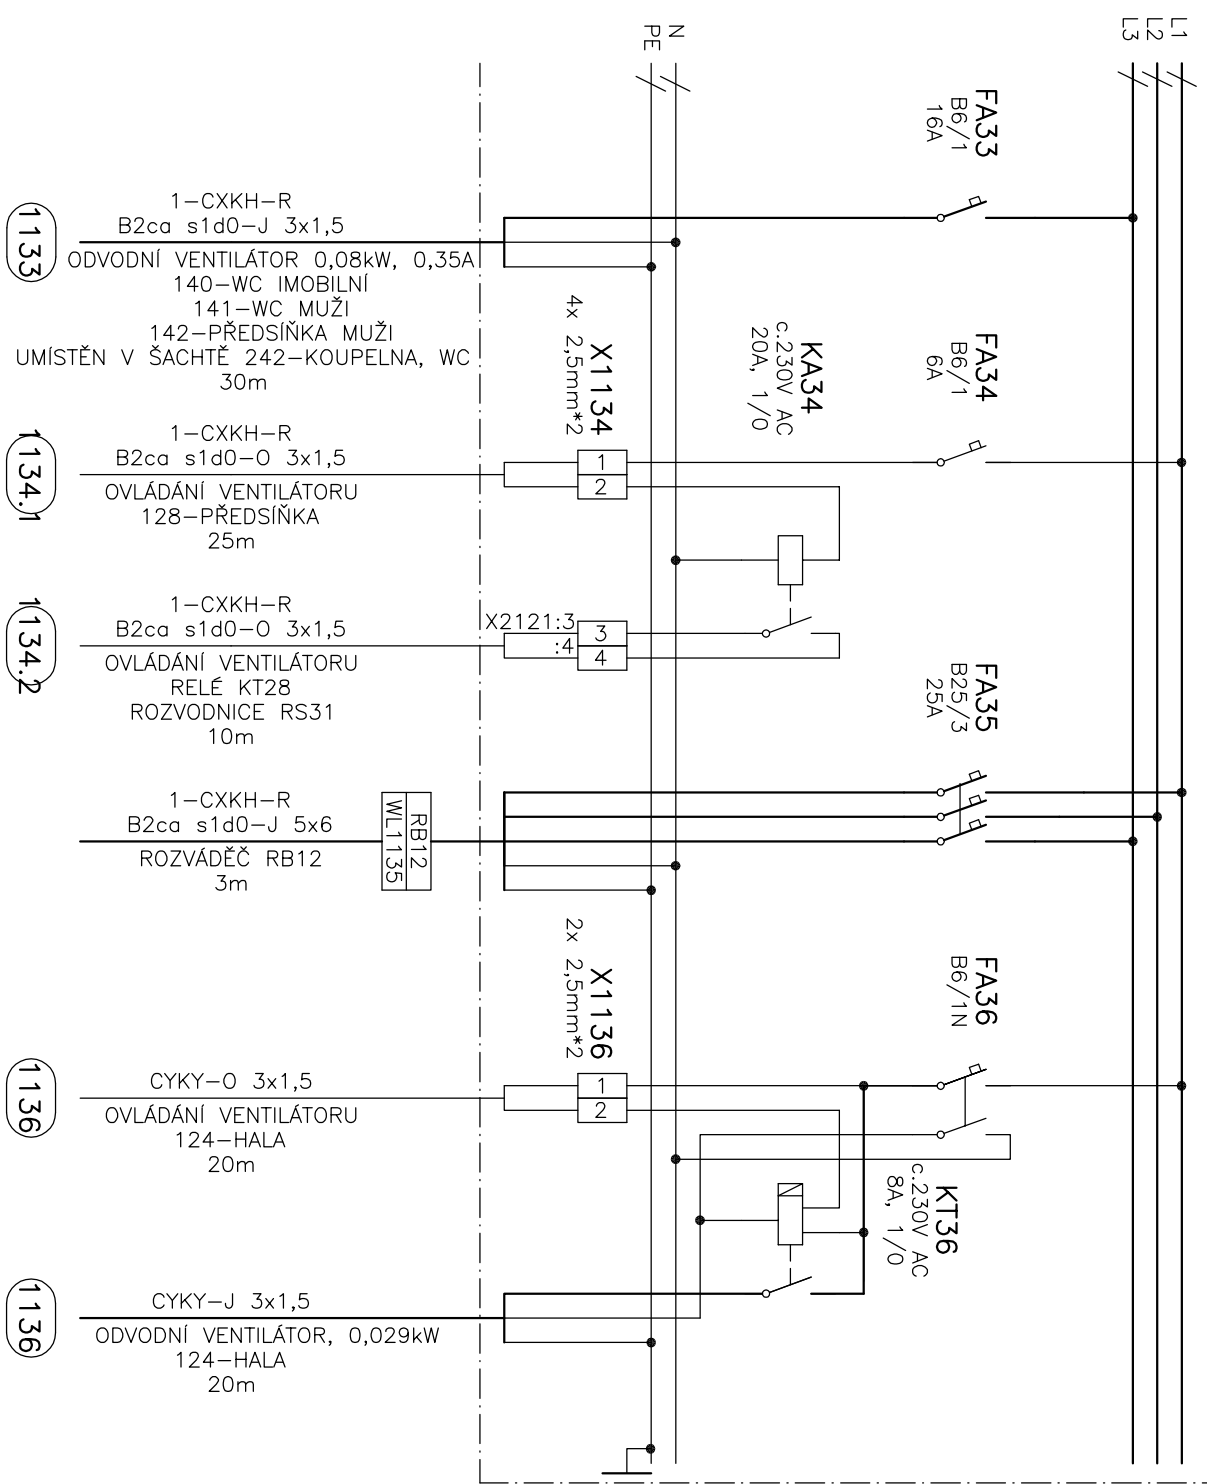 L1
L2
L3
N
PE
FA33
B6/1
16A
1-CXKH-R
B2ca s1d0-J 3x1,5
ODVODNÍ VENTILÁTOR 0,08kW, 0,35A
140-WC IMOBILNÍ
141-WC MUŽI
142-PŘEDSÍŇKA MUŽI
UMÍSTĚN V ŠACHTĚ 242-KOUPELNA, WC
30m
1133
FA34
B6/1
6A
KA34
c.230V AC
20A, 1/0
X1134
4x 2,5mm*2
1
2
1-CXKH-R
B2ca s1d0-O 3x1,5
OVLÁDÁNÍ VENTILÁTORU
128-PŘEDSÍŇKA
25m
1134.1
X2121:3
:4
3
4
1-CXKH-R
B2ca s1d0-O 3x1,5
OVLÁDÁNÍ VENTILÁTORU
RELÉ KT28
ROZVODNICE RS31
10m
1134.2
FA35
B25/3
25A
RB12
WL1135
1-CXKH-R
B2ca s1d0-J 5x6
ROZVÁDĚČ RB12
3m
FA36
B6/1N
X1136
2x 2,5mm*2
1
2
CYKY-O 3x1,5
OVLÁDÁNÍ VENTILÁTORU
124-HALA
20m
1136
KT36
c.230V AC
8A, 1/0
CYKY-J 3x1,5
ODVODNÍ VENTILÁTOR, 0,029kW
124-HALA
20m
1136